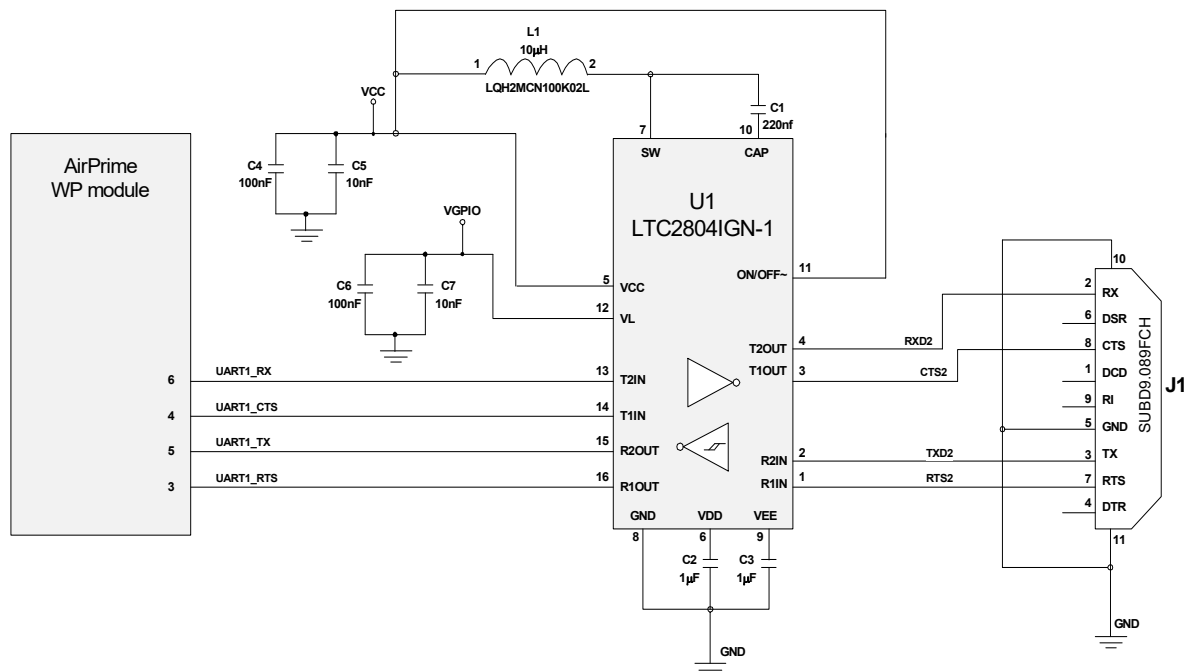 L1
10µH
1
2
LQH2MCN100K02L
VCC
C1
220nf
7
10
SW
CAP
AirPrime
WP module
C4
100nF
C5
10nF
U1
LTC2804IGN-1
VGPIO
11
ON/OFF~
10
C6
100nF
C7
10nF
5
VCC
12
VL
2
RX
6
DSR
T2OUT
4
RXD2
8
CTS
T1OUT
3
CTS2
1
DCD
9
RI
5
GND
SUBD9.089FCH
J1
6
UART1_RX
13
T2IN
4
UART1_CTS
14
T1IN
5
UART1_TX
15
R2OUT
3
UART1_RTS
16
R1OUT
R2IN
2
TXD2
3
TX
R1IN
1
RTS2
7
RTS
4
DTR
GND
VDD
VEE
8
6
9
11
C2
1µF
C3
1µF
GND
GND